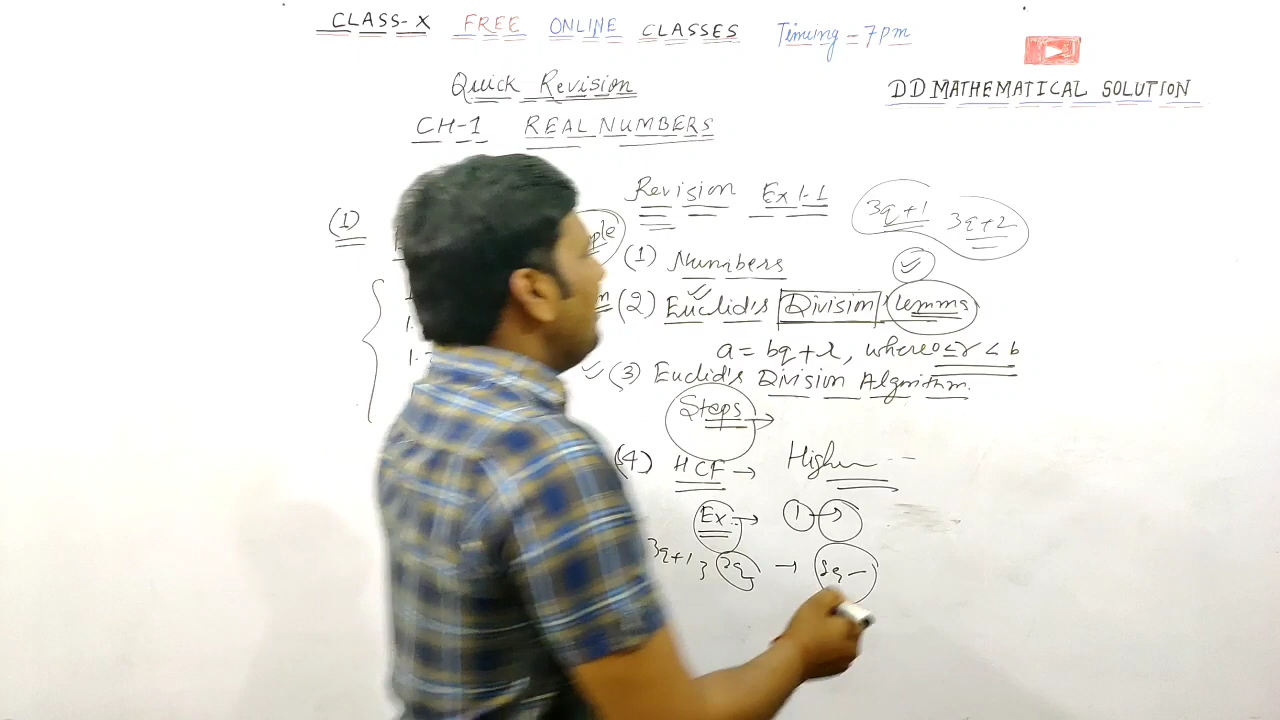 CLASS-X FREE ONLINE CLASSES Timing = 7pm
Quick Revision
DD MATHEMATICAL SOLUTION
CH-1 REAL NUMBERS
Revision Ex 1.1
3q+1 3q+2
(1)
(1) Numbers
(2) Euclid's Division Lemma
a = bq + r, where 0 ≤ r < b
(3) Euclid's Division Algorithm.
Steps →
(4) HCF → Higher --
Ex. → 1 →
3q+1,